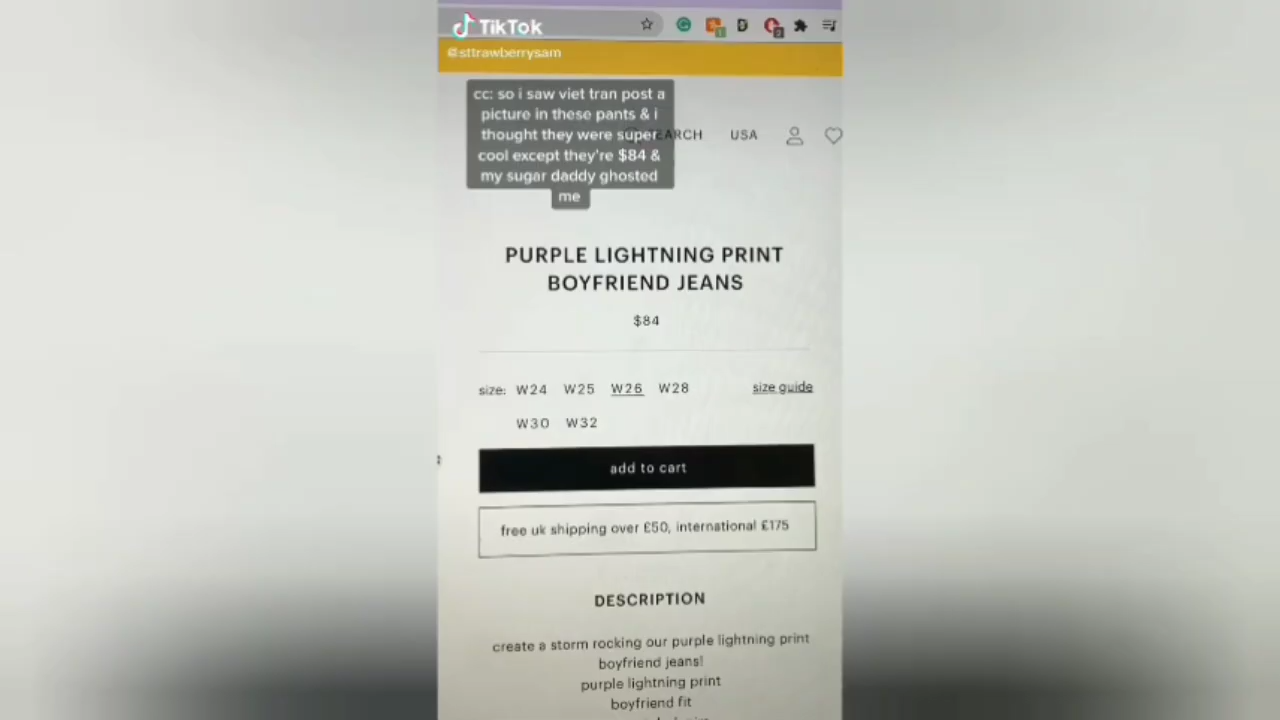 TikTok
@sttrawberrysam
cc: so i saw viet tran post a
picture in these pants & i
thought they were super
cool except they're $84 &
my sugar daddy ghosted
me
SEARCH
USA
PURPLE LIGHTNING PRINT
BOYFRIEND JEANS
$84
size: W24 W25 W26 W28 size guide
W30 W32
add to cart
free uk shipping over £50, international £175
DESCRIPTION
create a storm rocking our purple lightning print
boyfriend jeans!
purple lightning print
boyfriend fit